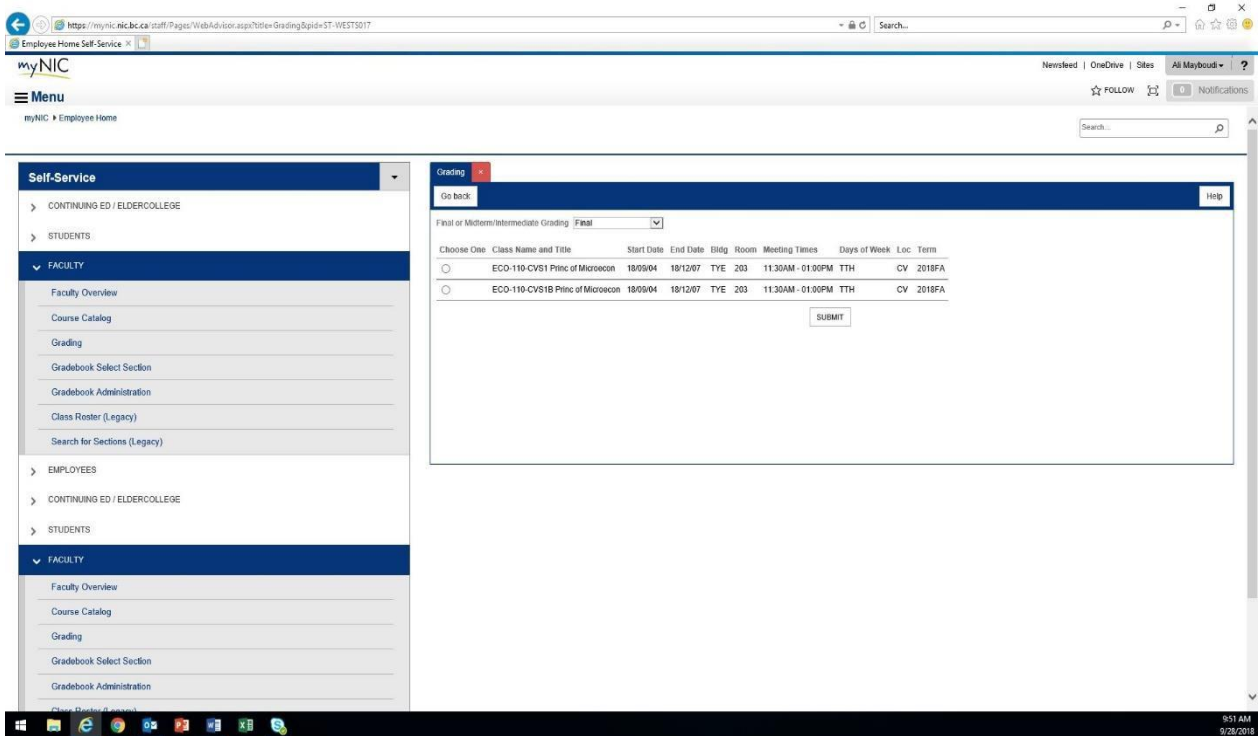 https://mynic.nic.bc.ca/staff/Pages/WebAdvisor.aspx?title=Grading&pid=ST-WESTS017
Search...
Employee Home Self-Service
myNIC
Newsfeed | OneDrive | Sites
Ali Mayboudi
?
Menu
FOLLOW
0 Notifications
myNIC Employee Home
Search...
Self-Service
CONTINUING ED / ELDERCOLLEGE
STUDENTS
FACULTY
Faculty Overview
Course Catalog
Grading
Gradebook Select Section
Gradebook Administration
Class Roster (Legacy)
Search for Sections (Legacy)
EMPLOYEES
CONTINUING ED / ELDERCOLLEGE
STUDENTS
FACULTY
Faculty Overview
Course Catalog
Grading
Gradebook Select Section
Gradebook Administration
Class Roster (Legacy)
Grading ×
Go back
Help
Final or Midterm/Intermediate Grading Final
Choose One Class Name and Title Start Date End Date Bldg Room Meeting Times Days of Week Loc Term
ECO-110-CVS1 Princ of Microecon 18/09/04 18/12/07 TYE 203 11:30AM - 01:00PM TTH CV 2018FA
ECO-110-CVS1B Princ of Microecon 18/09/04 18/12/07 TYE 203 11:30AM - 01:00PM TTH CV 2018FA
SUBMIT
9:51 AM
9/28/2018